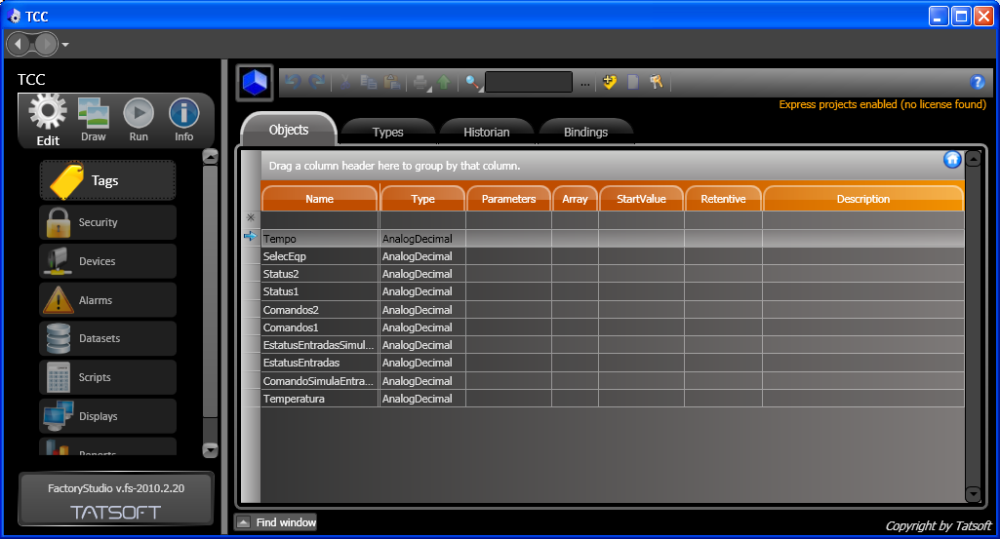 TCC
TCC
Edit
Draw
Run
Info
Express projects enabled (no license found)
Objects
Types
Historian
Bindings
Tags
Security
Devices
Alarms
Datasets
Scripts
Displays
Reports
FactoryStudio v.fs-2010.2.20
TATSOFT
Drag a column header here to group by that column.
Name Type Parameters Array StartValue Retentive Description
Tempo AnalogDecimal
SelecEqp AnalogDecimal
Status2 AnalogDecimal
Status1 AnalogDecimal
Comandos2 AnalogDecimal
Comandos1 AnalogDecimal
EstatusEntradasSimul... AnalogDecimal
EstatusEntradas AnalogDecimal
ComandoSimulaEntra... AnalogDecimal
Temperatura AnalogDecimal
Find window
Copyright by Tatsoft